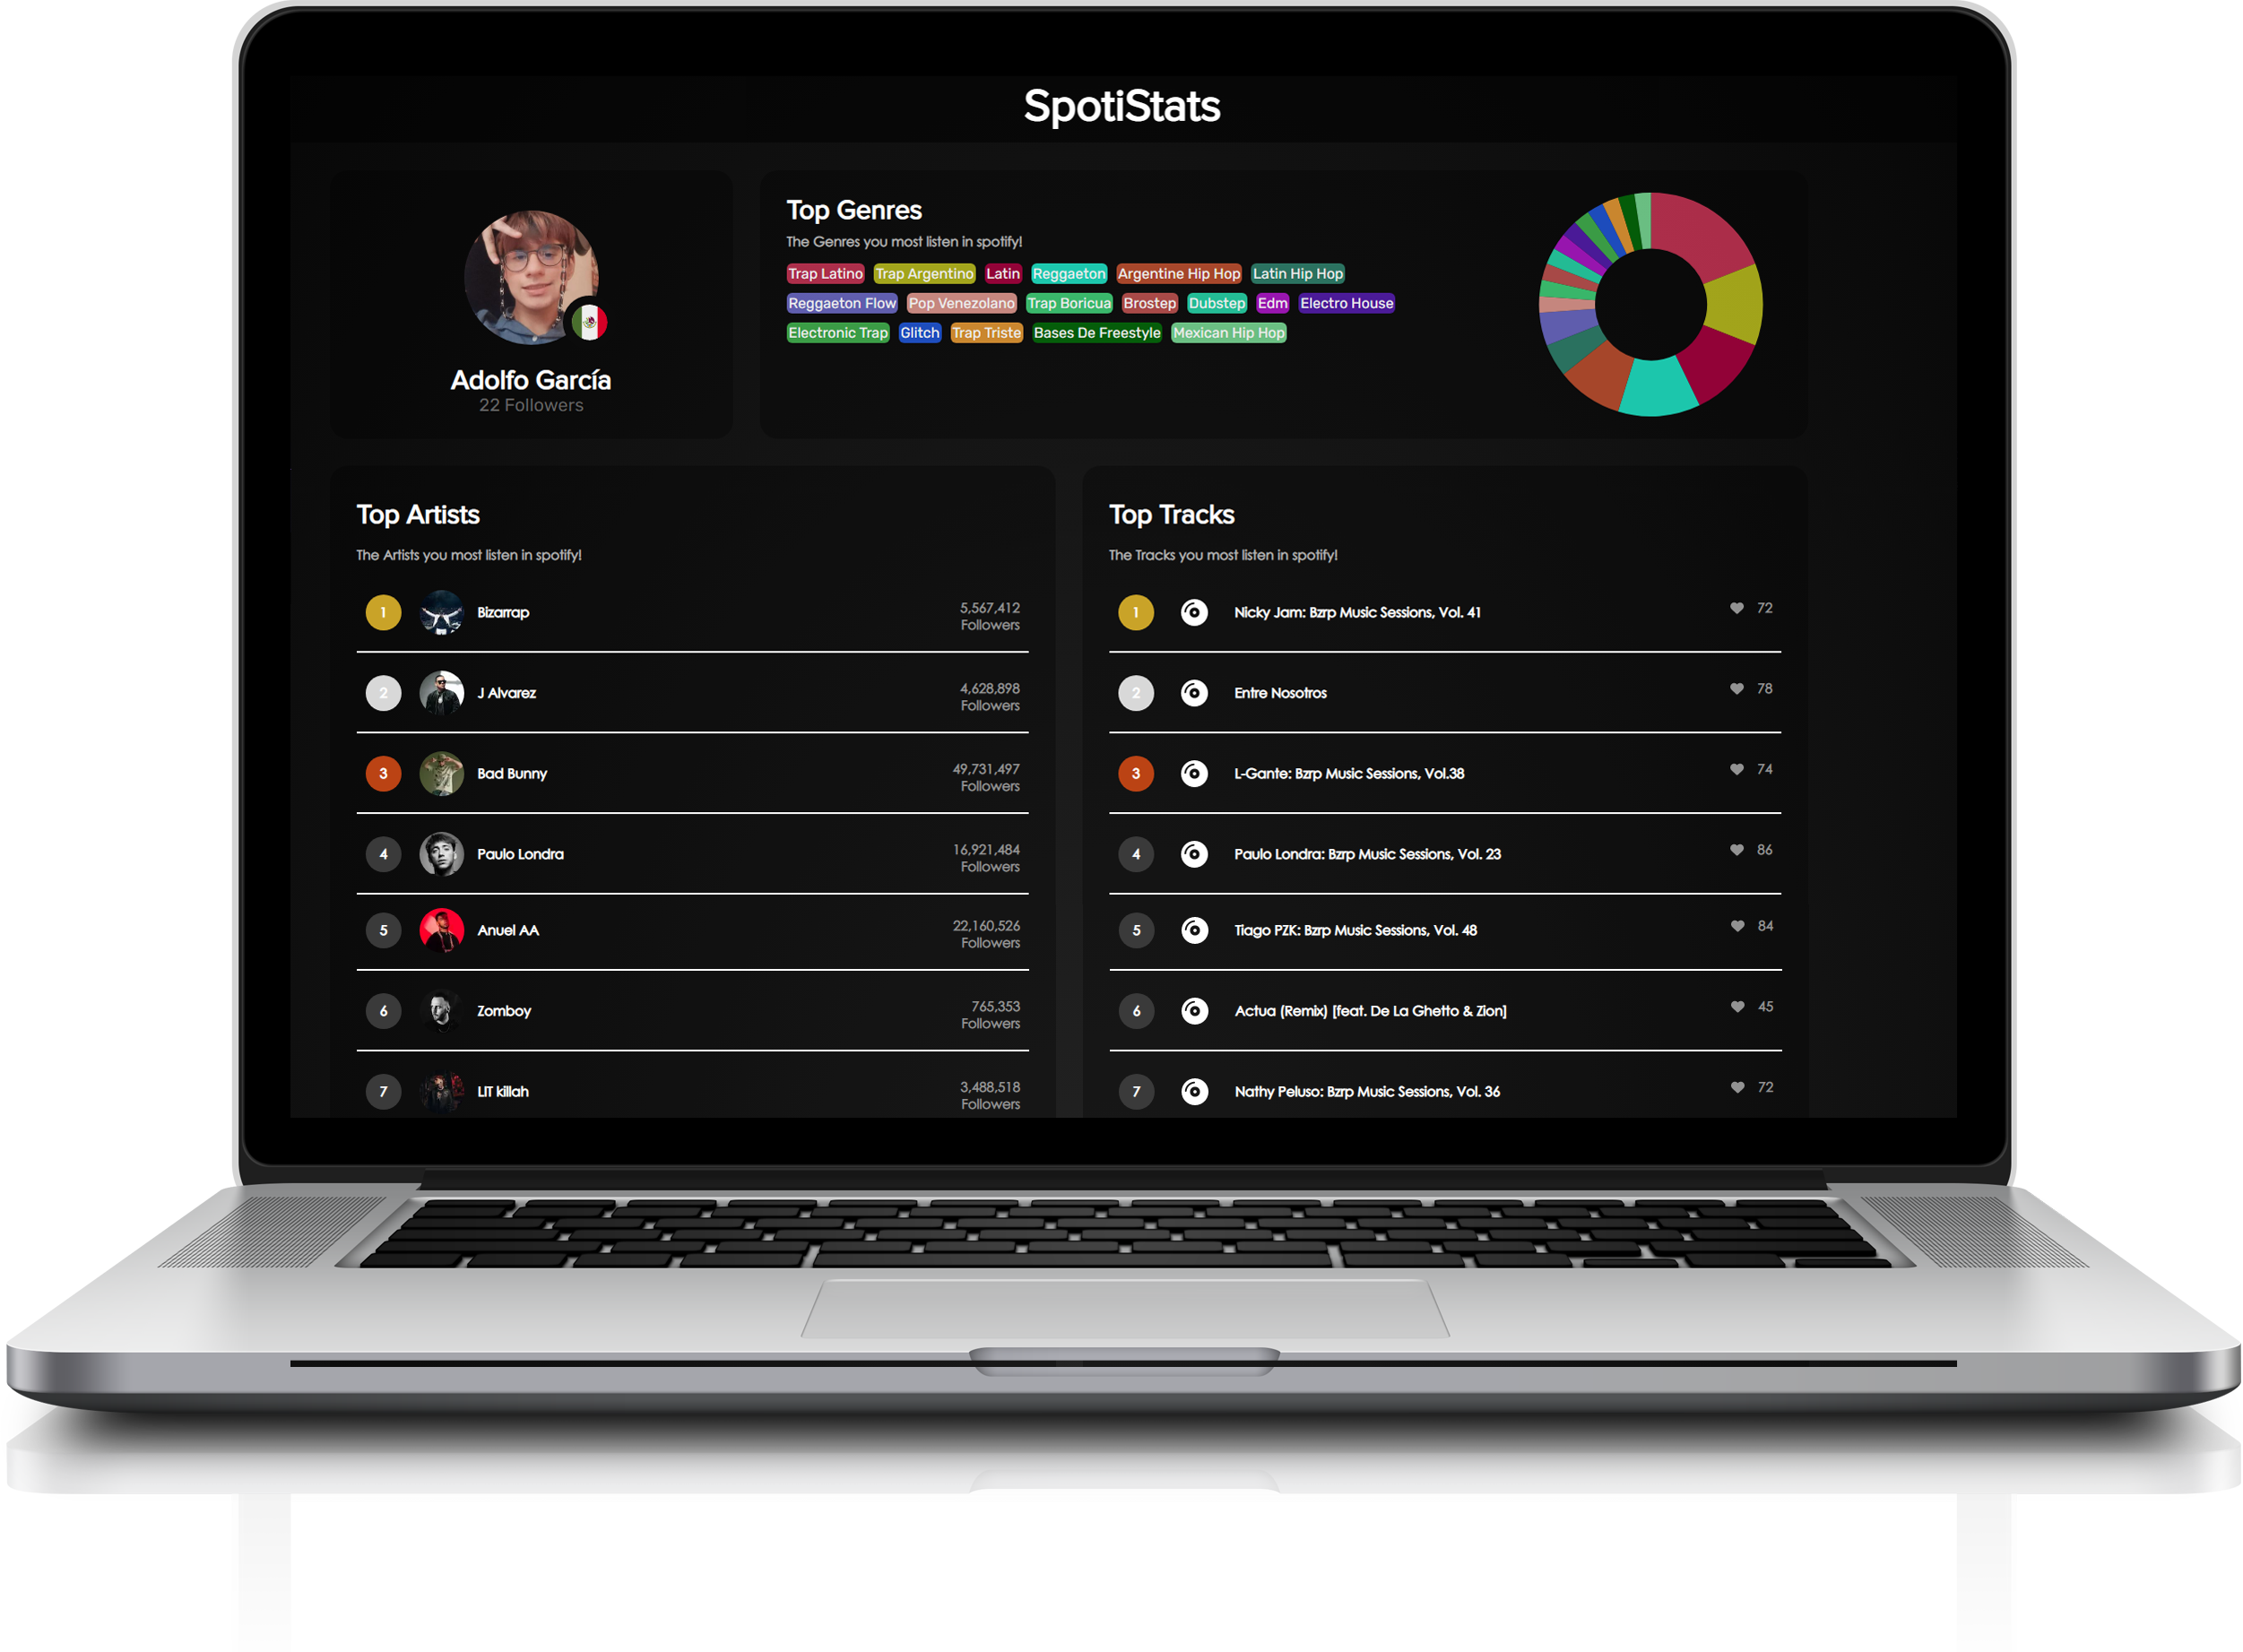 SpotiStats
Adolfo García
22 Followers
Top Genres
The Genres you most listen in spotify!
Trap Latino Trap Argentino Latin Reggaeton Argentine Hip Hop Latin Hip Hop
Reggaeton Flow Pop Venezolano Trap Boricua Brostep Dubstep Edm Electro House
Electronic Trap Glitch Trap Triste Bases De Freestyle Mexican Hip Hop
Top Artists
The Artists you most listen in spotify!
1 Bizarrap 5,567,412
Followers
2 J Alvarez 4,628,898
Followers
3 Bad Bunny 49,731,497
Followers
4 Paulo Londra 16,921,484
Followers
5 Anuel AA 22,160,526
Followers
6 Zomboy 765,353
Followers
7 LIT killah 3,488,518
Followers
Top Tracks
The Tracks you most listen in spotify!
1 Nicky Jam: Bzrp Music Sessions, Vol. 41 72
2 Entre Nosotros 78
3 L-Gante: Bzrp Music Sessions, Vol.38 74
4 Paulo Londra: Bzrp Music Sessions, Vol. 23 86
5 Tiago PZK: Bzrp Music Sessions, Vol. 48 84
6 Actua (Remix) [feat. De La Ghetto & Zion] 45
7 Nathy Peluso: Bzrp Music Sessions, Vol. 36 72